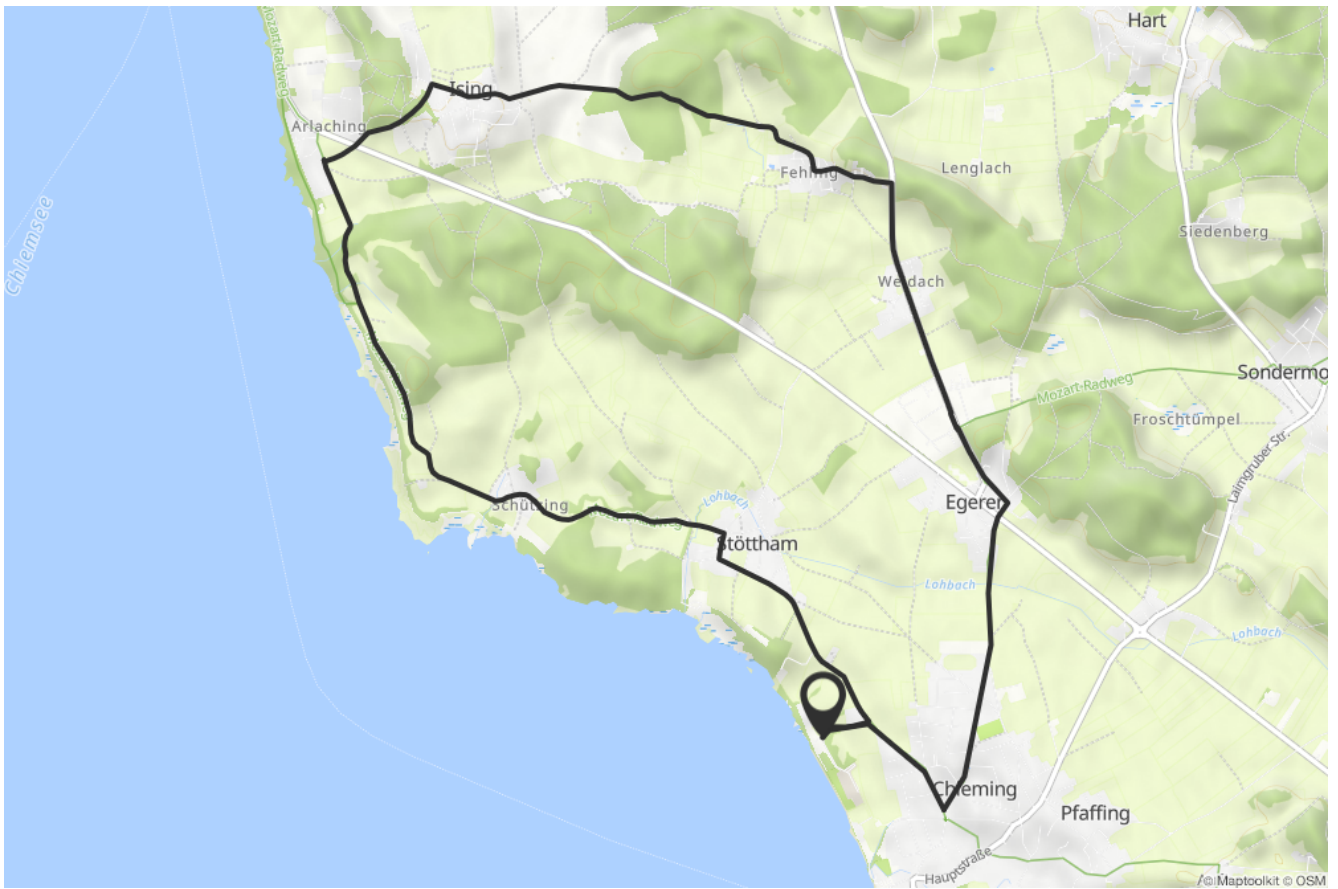 Hart
Mozart-Radweg
Ising
Arlaching
Fehling
Lenglach
Chiemsee
Siedenberg
Weidach
Sondermo
Mozart-Radweg
Froschtümpel
Laimgruber Str.
Egerer
Schützing
Lohbach
Stöttham
Lohbach
Lohbach
Chieming
Pfaffing
Hauptstraße
© Maptoolkit © OSM